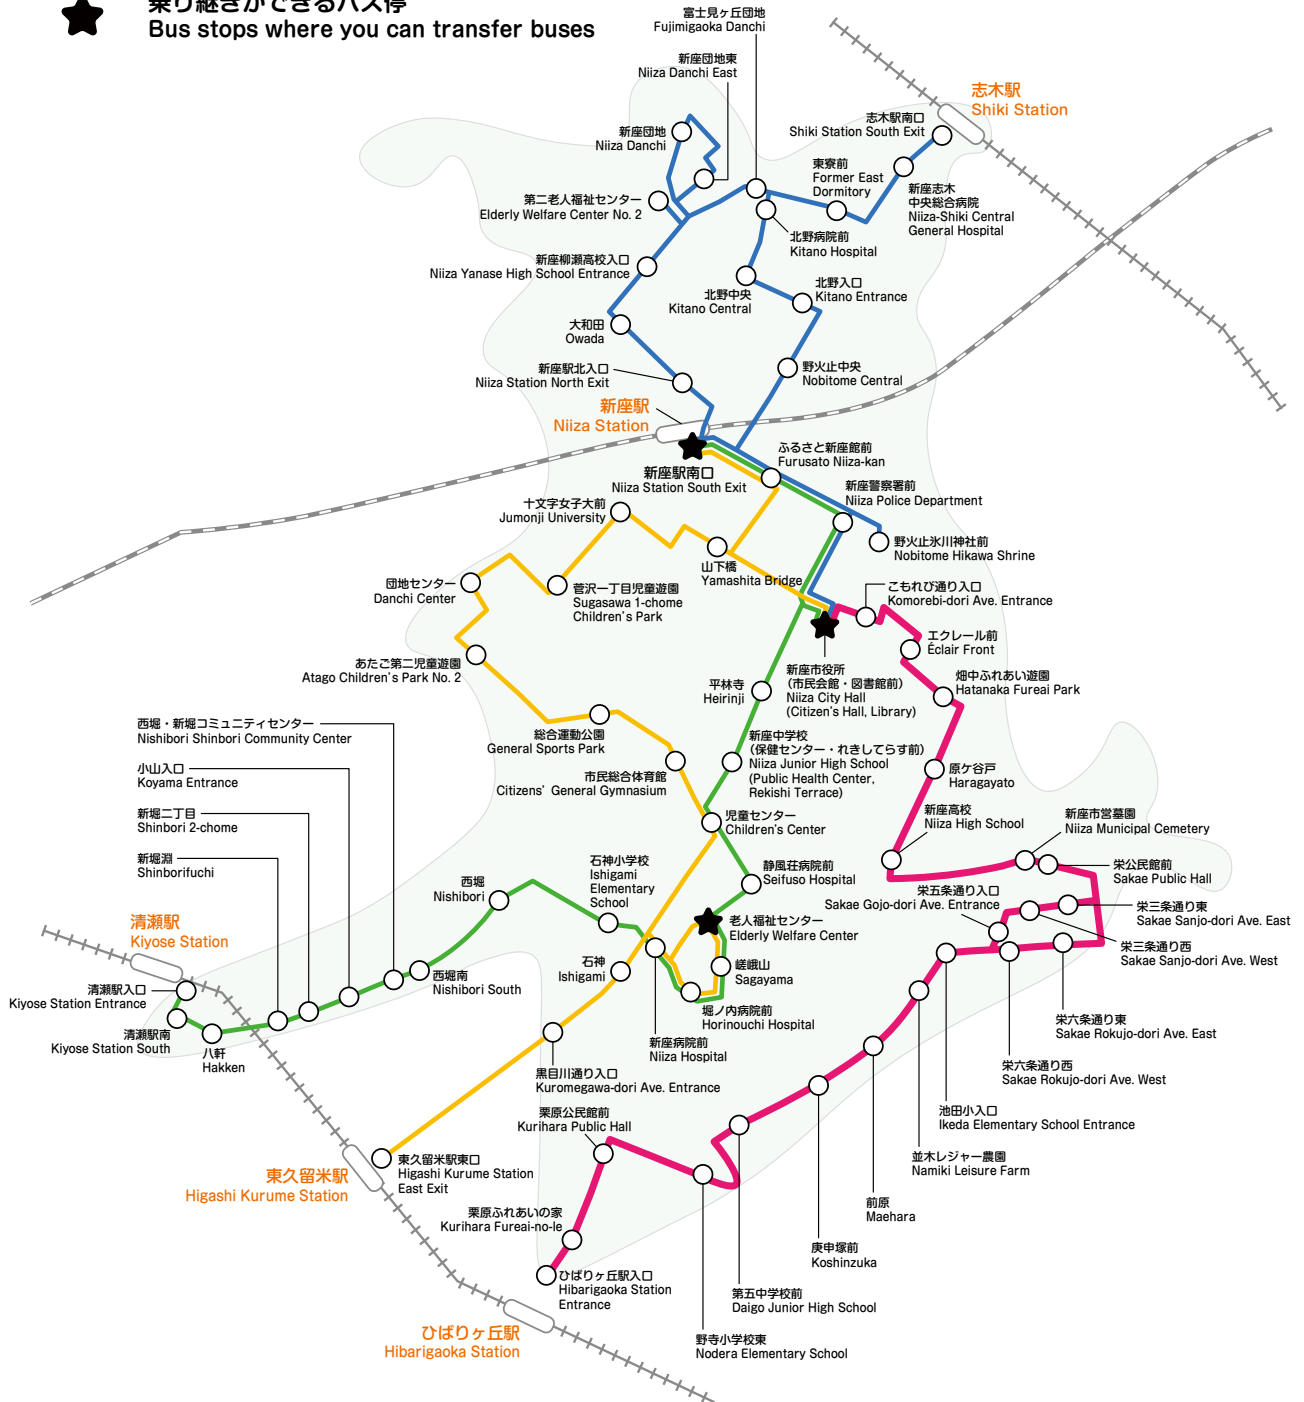 乗り継ぎができるバス停
Bus stops where you can transfer buses
富士見ヶ丘団地
Fujimigaoka Danchi
新座団地東
Niiza Danchi East
志木駅
Shiki Station
志木駅南口
Shiki Station South Exit
新座団地
Niiza Danchi
東寮前
Former East
Dormitory
新座志木
中央総合病院
Niiza-Shiki Central
General Hospital
第二老人福祉センター
Elderly Welfare Center No. 2
北野病院前
Kitano Hospital
新座柳瀬高校入口
Niiza Yanase High School Entrance
北野中央
Kitano Central
北野入口
Kitano Entrance
大和田
Owada
新座駅北入口
Niiza Station North Exit
野火止中央
Nobitome Central
新座駅
Niiza Station
ふるさと新座館前
Furusato Niiza-kan
新座駅南口
Niiza Station South Exit
新座警察署前
Niiza Police Department
十文字女子大前
Jumonji University
野火止氷川神社前
Nobitome Hikawa Shrine
山下橋
Yamashita Bridge
団地センター
Danchi Center
菅沢一丁目児童遊園
Sugasawa 1-chome
Children's Park
こもれび通り入口
Komorebi-dori Ave. Entrance
エクレール前
Éclair Front
あたご第二児童遊園
Atago Children's Park No. 2
新座市役所
（市民会館・図書館前）
Niiza City Hall
(Citizen's Hall, Library)
畑中ふれあい遊園
Hatanaka Fureai Park
平林寺
Heirinji
西堀・新堀コミュニティセンター
Nishibori Shinbori Community Center
総合運動公園
General Sports Park
新座中学校
（保健センター・れきしてらす前）
Niiza Junior High School
(Public Health Center,
Rekishi Terrace)
小山入口
Koyama Entrance
市民総合体育館
Citizens' General Gymnasium
原ケ谷戸
Haragayato
新堀二丁目
Shinbori 2-chome
児童センター
Children's Center
新座高校
Niiza High School
新座市営墓園
Niiza Municipal Cemetery
新堀淵
Shinborifuchi
西堀
Nishibori
石神小学校
Ishigami
Elementary
School
静風荘病院前
Seifuso Hospital
栄公民館前
Sakae Public Hall
栄五条通り入口
Sakae Gojo-dori Ave. Entrance
栄三条通り東
Sakae Sanjo-dori Ave. East
清瀬駅
Kiyose Station
老人福祉センター
Elderly Welfare Center
栄三条通り西
Sakae Sanjo-dori Ave. West
石神
Ishigami
嵯峨山
Sagayama
西堀南
Nishibori South
清瀬駅入口
Kiyose Station Entrance
堀ノ内病院前
Horinouchi Hospital
清瀬駅南
Kiyose Station South
八軒
Hakken
新座病院前
Niiza Hospital
栄六条通り東
Sakae Rokujo-dori Ave. East
黒目川通り入口
Kuromegawa-dori Ave. Entrance
栄六条通り西
Sakae Rokujo-dori Ave. West
栗原公民館前
Kurihara Public Hall
池田小入口
Ikeda Elementary School Entrance
東久留米駅
Higashi Kurume Station
東久留米駅東口
Higashi Kurume Station
East Exit
並木レジャー農園
Namiki Leisure Farm
前原
Maehara
栗原ふれあいの家
Kurihara Fureai-no-Ie
庚申塚前
Koshinzuka
ひばりヶ丘駅入口
Hibarigaoka Station
Entrance
第五中学校前
Daigo Junior High School
ひばりヶ丘駅
Hibarigaoka Station
野寺小学校東
Nodera Elementary School